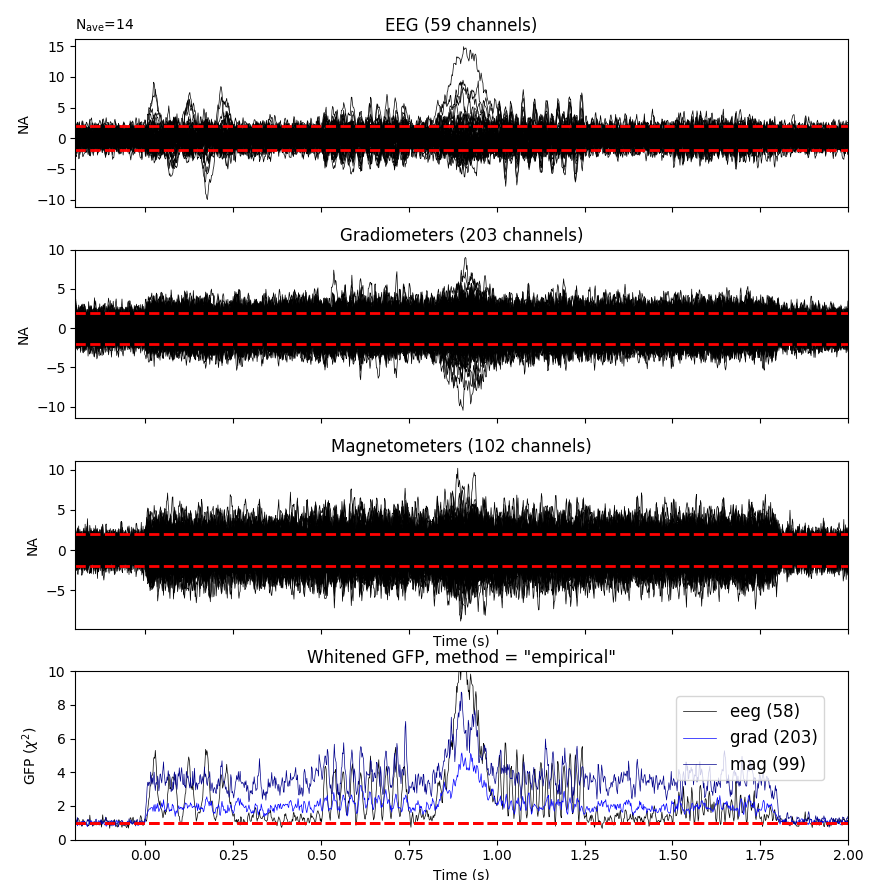 N_ave=14
EEG (59 channels)
15
10
5
0
−5
−10
NA
Gradiometers (203 channels)
10
5
0
−5
−10
NA
Magnetometers (102 channels)
10
5
0
−5
NA
Time (s)
Whitened GFP, method = "empirical"
10
8
6
4
2
0
GFP (χ²)
eeg (58)
grad (203)
mag (99)
0.00 0.25 0.50 0.75 1.00 1.25 1.50 1.75 2.00
Time (s)